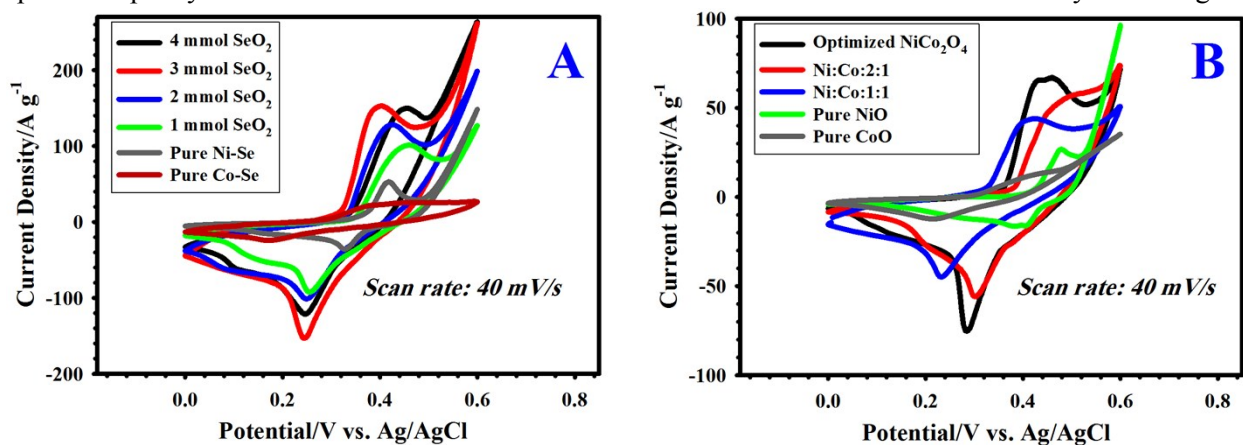 A
4 mmol SeO₂
3 mmol SeO₂
2 mmol SeO₂
1 mmol SeO₂
Pure Ni-Se
Pure Co-Se
Scan rate: 40 mV/s
Current Density/A g⁻¹
200
100
0
-100
-200
0.0 0.2 0.4 0.6 0.8
Potential/V vs. Ag/AgCl
B
Optimized NiCo₂O₄
Ni:Co:2:1
Ni:Co:1:1
Pure NiO
Pure CoO
Scan rate: 40 mV/s
Current Density/A g⁻¹
100
50
0
-50
-100
0.0 0.2 0.4 0.6 0.8
Potential/V vs. Ag/AgCl